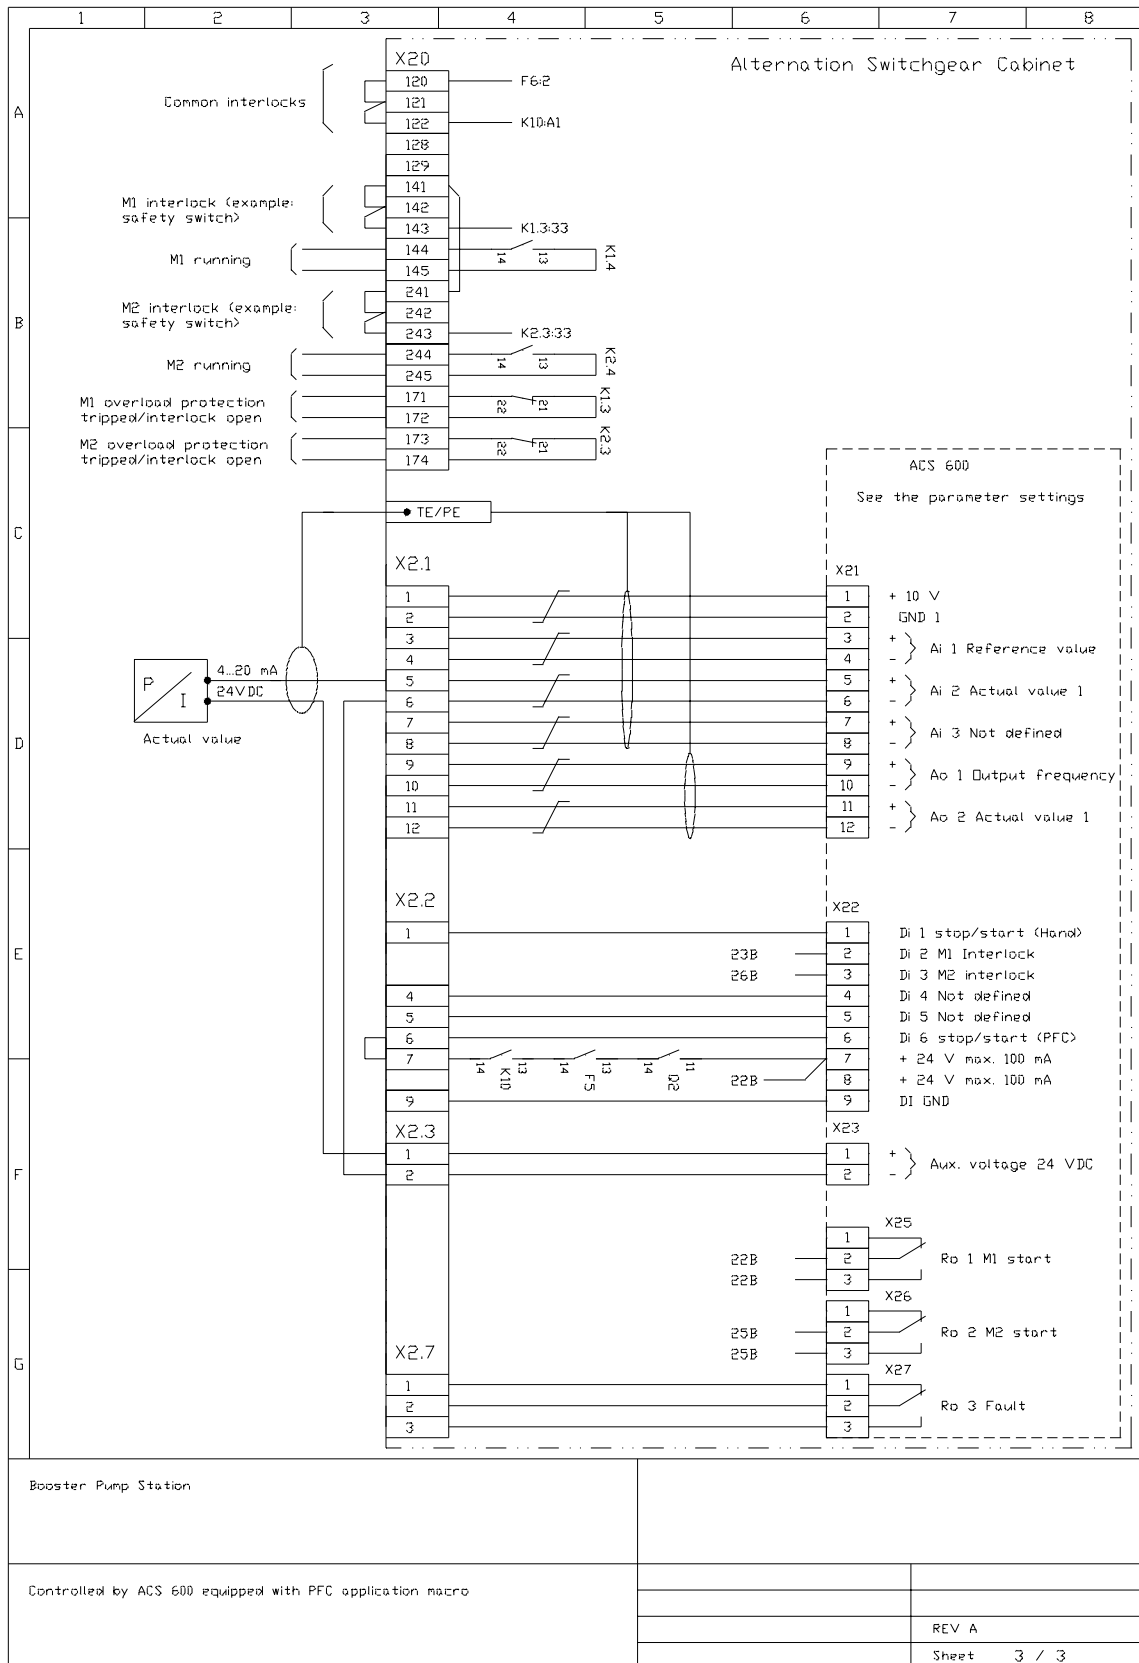 1 2 3 4 5 6 7 8
A
B
C
D
E
F
G
Alternation Switchgear Cabinet
X20
Common interlocks
120 F6:2
121
122 K10:A1
128
129
M1 interlock (example:
safety switch)
141
142
143 K1.3:33
M1 running
144 14 13 K1.4
145
M2 interlock (example:
safety switch)
241
242
243 K2.3:33
M2 running
244 14 13 K2.4
245
M1 overload protection
tripped/interlock open
171 22 21 K1.3
172
M2 overload protection
tripped/interlock open
173 22 21 K2.3
174
ACS 600
See the parameter settings
TE/PE
X2.1
X21
1 1 + 10 V
2 2 GND 1
3 3 +
4 4 -
Ai 1 Reference value
5 5 +
6 6 -
Ai 2 Actual value 1
7 7 +
8 8 -
Ai 3 Not defined
9 9 +
10 10 -
Ao 1 Output frequency
11 11 +
12 12 -
Ao 2 Actual value 1
P
I
4...20 mA
24VDC
Actual value
X2.2
X22
1 1 Di 1 stop/start (Hand)
23B 2 Di 2 M1 Interlock
26B 3 Di 3 M2 interlock
4 4 Di 4 Not defined
5 5 Di 5 Not defined
6 6 Di 6 stop/start (PFC)
7 14 13 K10 14 13 F5 14 11 Q2 7 + 24 V max. 100 mA
22B 8 + 24 V max. 100 mA
9 9 DI GND
X2.3
X23
1 1 +
2 2 -
Aux. voltage 24 VDC
X25
1
22B 2 Ro 1 M1 start
22B 3
X26
1
25B 2 Ro 2 M2 start
25B 3
X2.7
X27
1 1
2 2 Ro 3 Fault
3 3
Booster Pump Station
Controlled by ACS 600 equipped with PFC application macro
REV A
Sheet 3 / 3